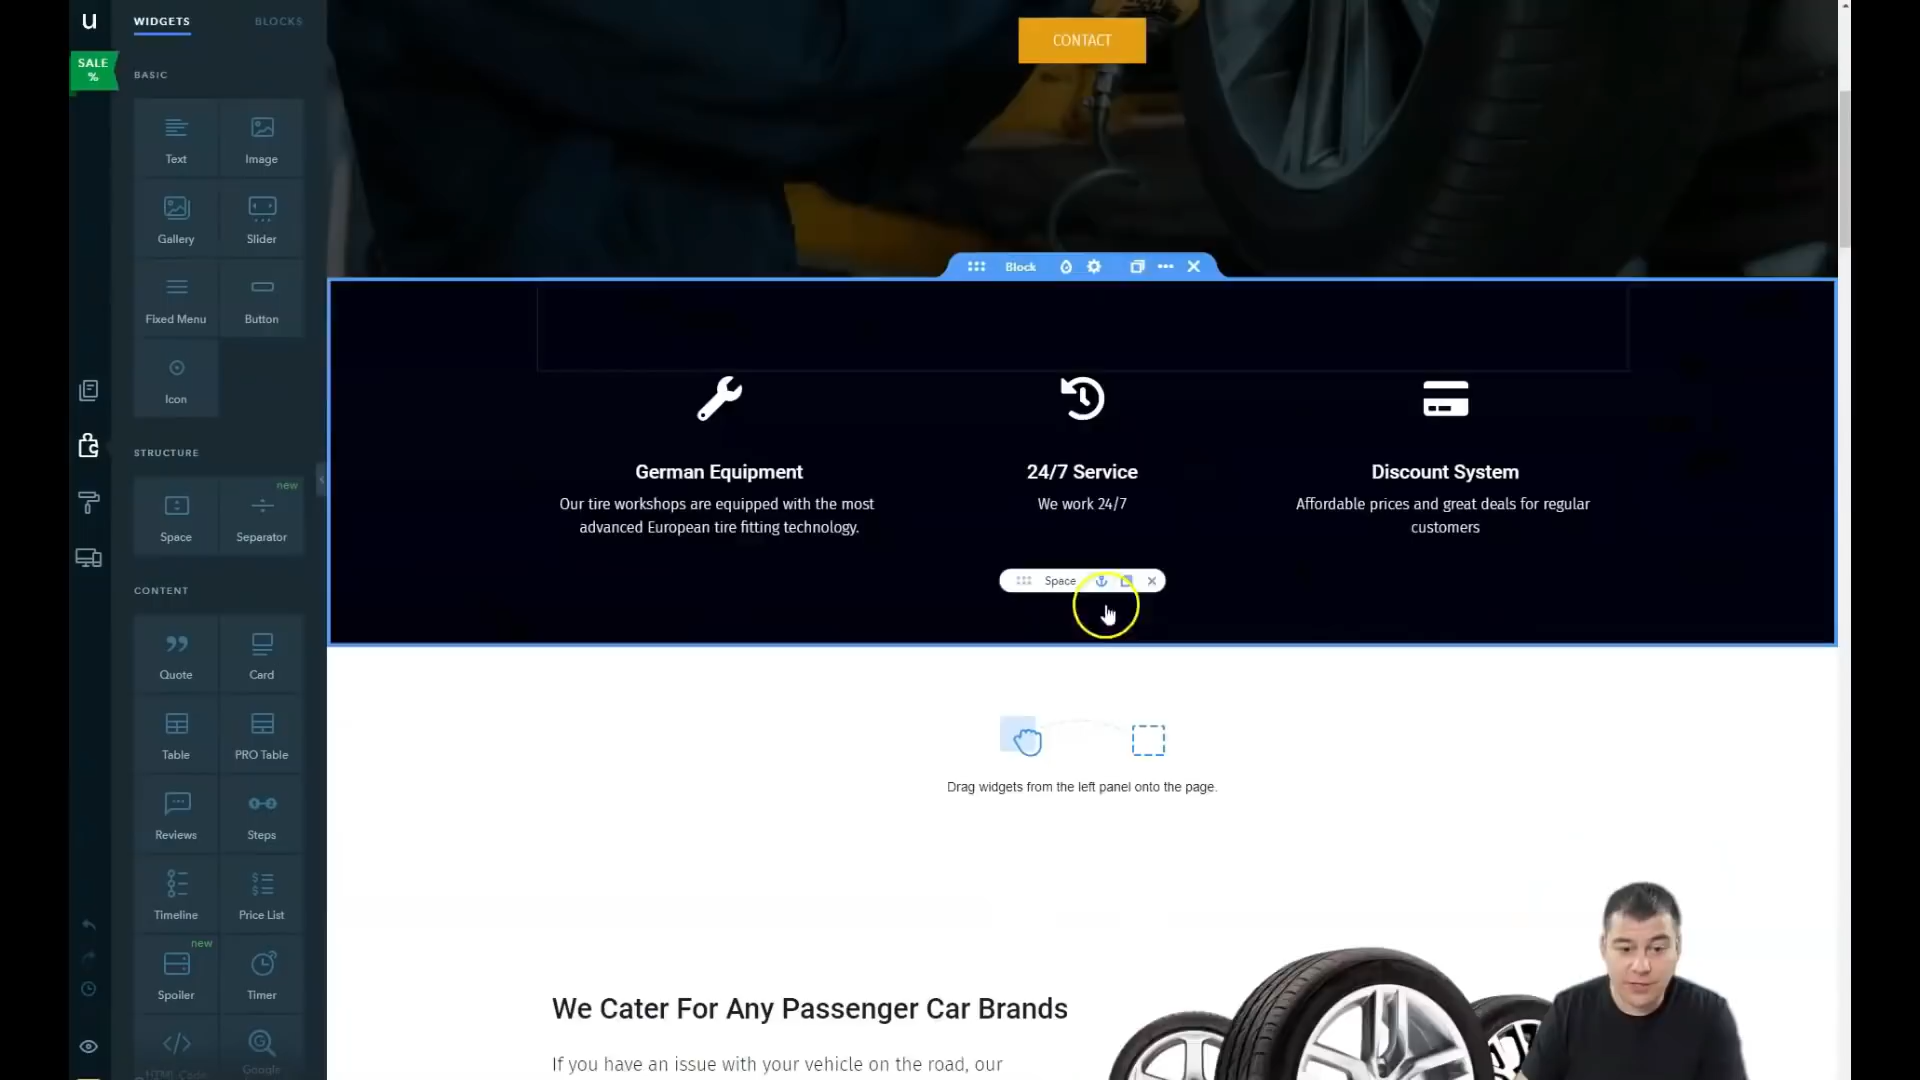 u
WIDGETS
BLOCKS
SALE
%
BASIC
Text
Image
Gallery
Slider
Fixed Menu
Button
Icon
STRUCTURE
new
Space
Separator
CONTENT
Quote
Card
Table
PRO Table
Reviews
Steps
Timeline
Price List
new
Spoiler
Timer
HTML Code
Google
CONTACT
Block
German Equipment
Our tire workshops are equipped with the most
advanced European tire fitting technology.
24/7 Service
We work 24/7
Discount System
Affordable prices and great deals for regular
customers
Space
Drag widgets from the left panel onto the page.
We Cater For Any Passenger Car Brands
If you have an issue with your vehicle on the road, our